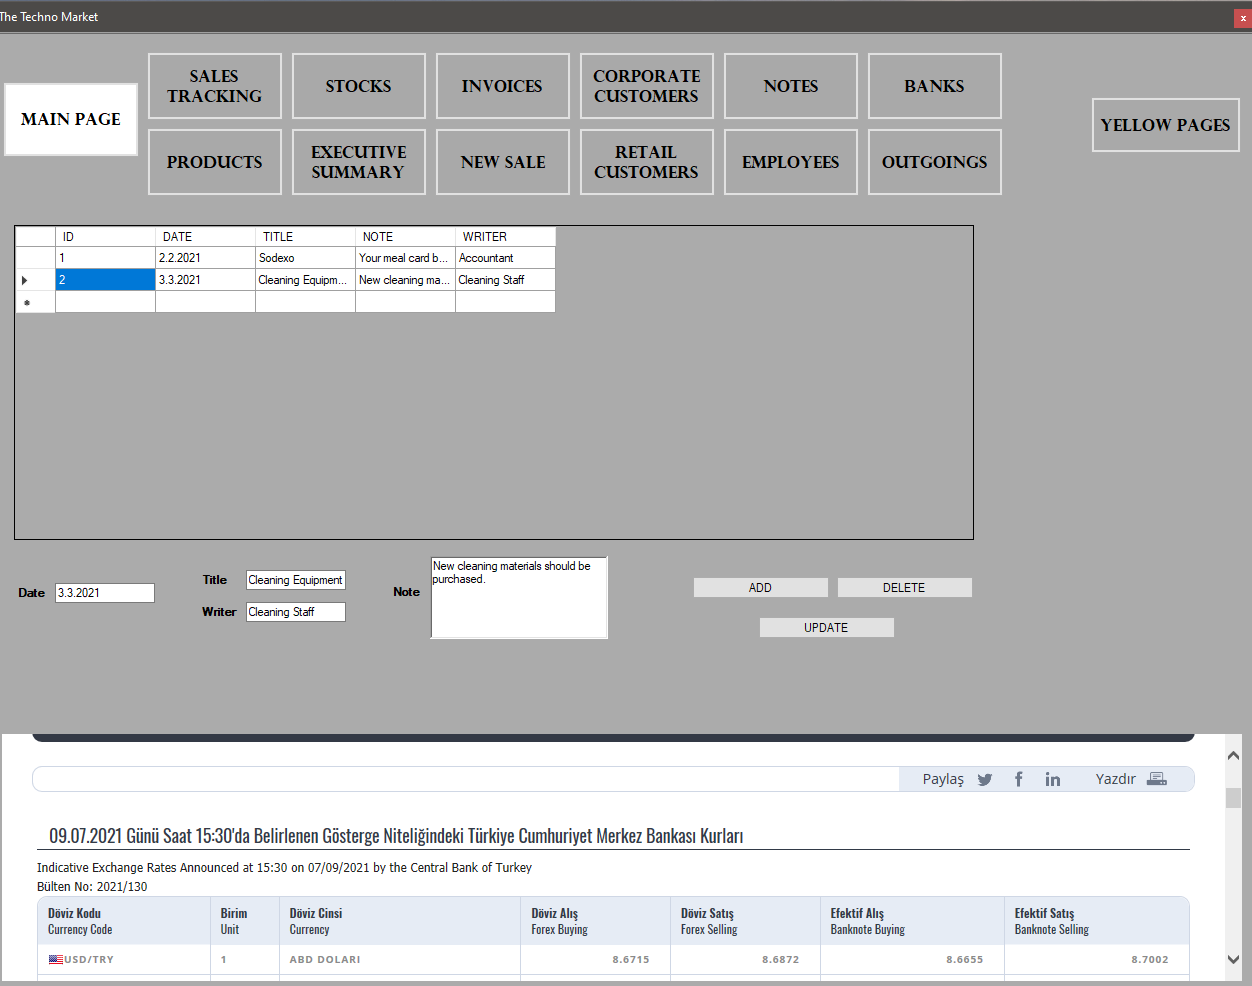 The Techno Market
x
MAIN PAGE
SALES
TRACKING
STOCKS
INVOICES
CORPORATE
CUSTOMERS
NOTES
BANKS
YELLOW PAGES
PRODUCTS
EXECUTIVE
SUMMARY
NEW SALE
RETAIL
CUSTOMERS
EMPLOYEES
OUTGOINGS
ID DATE TITLE NOTE WRITER
1 2.2.2021 Sodexo Your meal card b... Accountant
2 3.3.2021 Cleaning Equipm... New cleaning ma... Cleaning Staff
Date 3.3.2021
Title Cleaning Equipment
Writer Cleaning Staff
Note New cleaning materials should be
purchased.
ADD DELETE
UPDATE
Paylaş Yazdır
09.07.2021 Günü Saat 15:30'da Belirlenen Gösterge Niteliğindeki Türkiye Cumhuriyet Merkez Bankası Kurları
Indicative Exchange Rates Announced at 15:30 on 07/09/2021 by the Central Bank of Turkey
Bülten No: 2021/130
Döviz Kodu Birim Döviz Cinsi Döviz Alış Döviz Satış Efektif Alış Efektif Satış
Currency Code Unit Currency Forex Buying Forex Selling Banknote Buying Banknote Selling
USD/TRY 1 ABD DOLARI 8.6715 8.6872 8.6655 8.7002